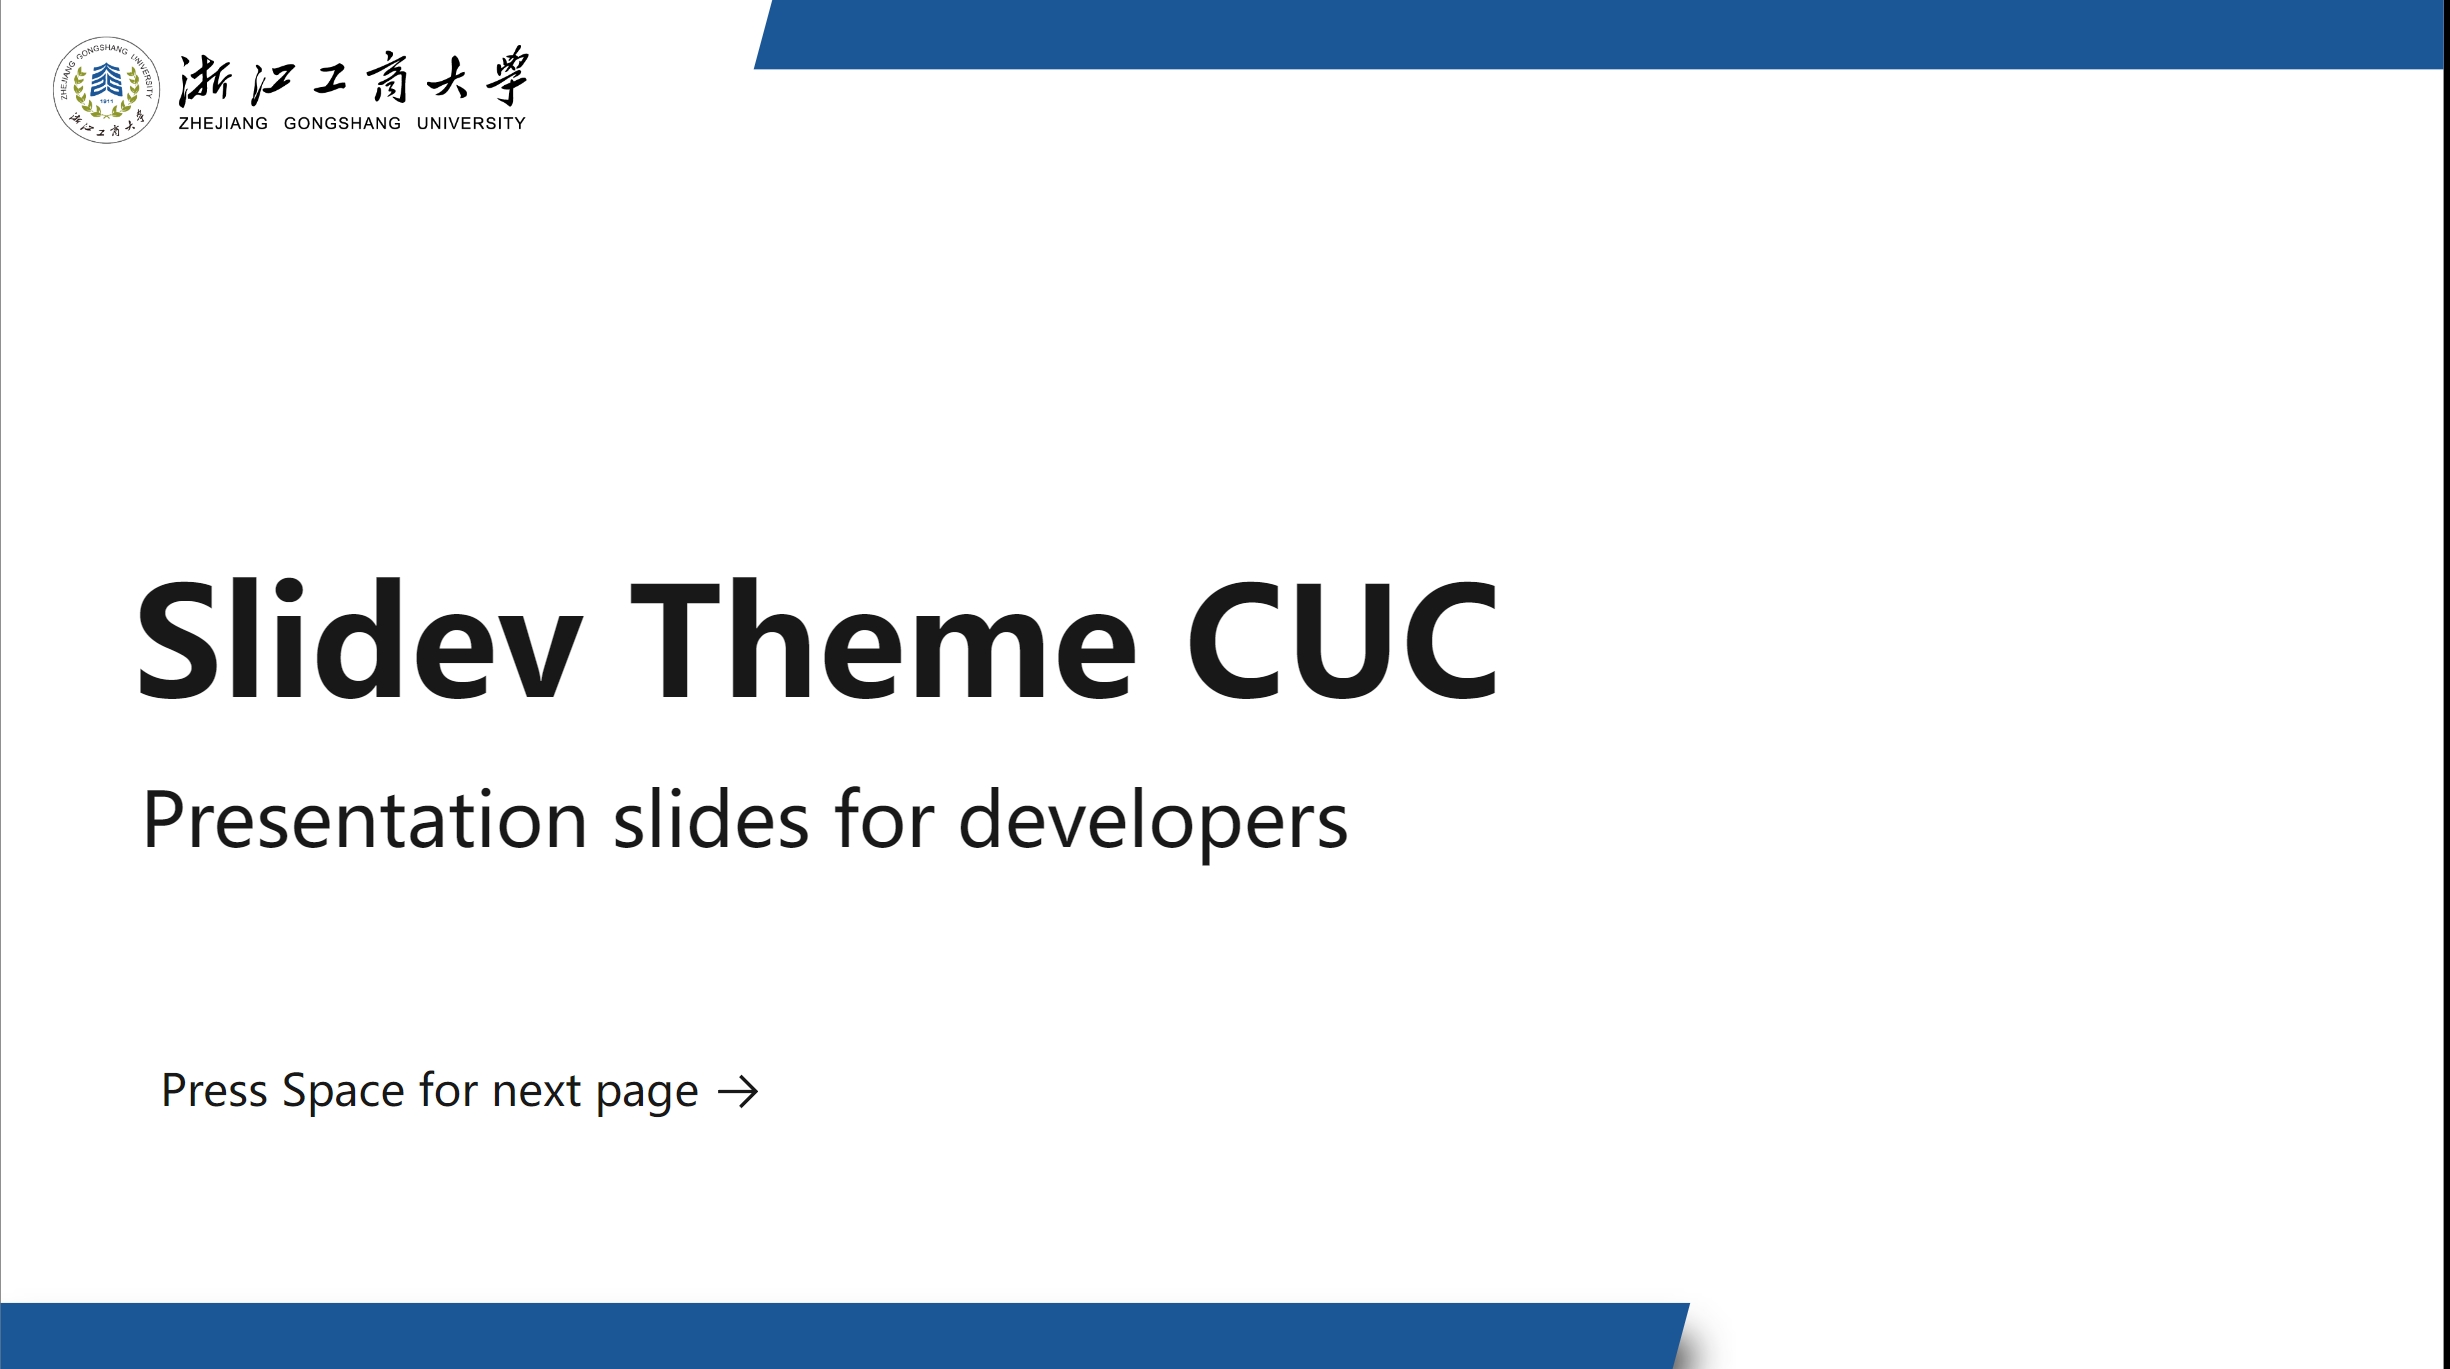 ZHEJIANG GONGSHANG UNIVERSITY
1911
浙江工商大学
浙江工商大學
ZHEJIANG GONGSHANG UNIVERSITY
Slidev Theme CUC
Presentation slides for developers
Press Space for next page →